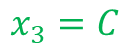 x₃ = C